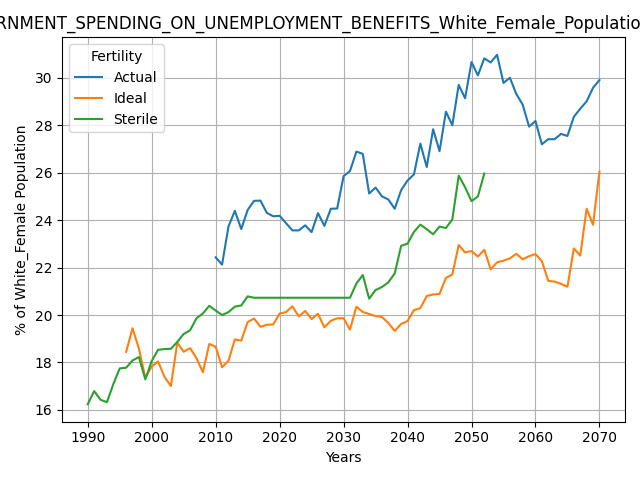 RNMENT_SPENDING_ON_UNEMPLOYMENT_BENEFITS_White_Female_Populatio
Fertility
Actual
Ideal
Sterile
% of White_Female Population
30
28
26
24
22
20
18
16
1990 2000 2010 2020 2030 2040 2050 2060 2070
Years